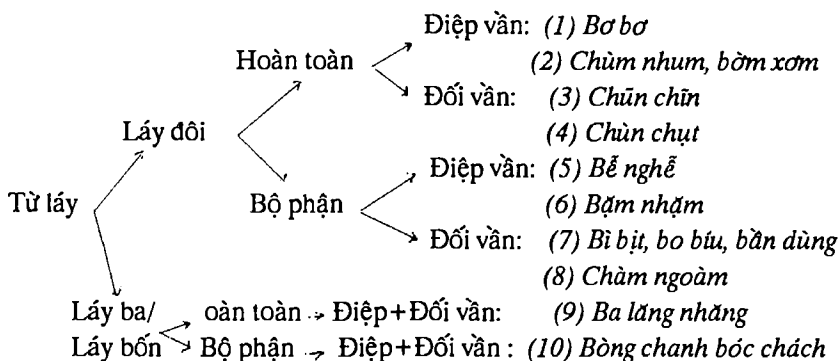 Điệp vần: (1) Bơ bơ
Hoàn toàn
(2) Chùm nhum, bờm xơm
Đối vần: (3) Chũn chĩn
Láy đôi
(4) Chùn chụt
Điệp vần: (5) Bễ nghễ
Từ láy
Bộ phận
(6) Bặm nhặm
Đối vần: (7) Bì bịt, bo bíu, bần dùng
(8) Chàm ngoàm
Láy ba/ oàn toàn Điệp+Đối vần: (9) Ba lăng nhăng
Láy bốn Bộ phận Điệp+Đối vần : (10) Bòng chanh bóc chách